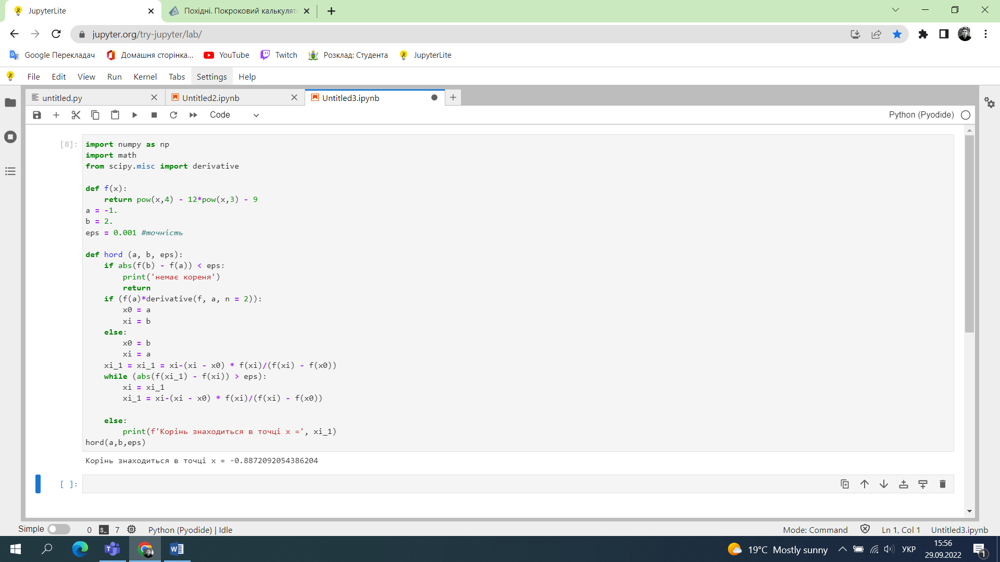 JupyterLite
Похідні. Покроковий калькулят
jupyter.org/try-jupyter/lab/
Google Перекладач
Домашня сторінка...
YouTube
Twitch
Розклад: Студента
JupyterLite
File Edit View Run Kernel Tabs Settings Help
untitled.py
Untitled2.ipynb
Untitled3.ipynb
Code
Python (Pyodide)
[8]:
import numpy as np
import math
from scipy.misc import derivative
def f(x):
    return pow(x,4) - 12*pow(x,3) - 9
a = -1.
b = 2.
eps = 0.001 #точність
def hord (a, b, eps):
    if abs(f(b) - f(a)) < eps:
        print('немає кореня')
        return
    if (f(a)*derivative(f, a, n = 2)):
        x0 = a
        xi = b
    else:
        x0 = b
        xi = a
    xi_1 = xi_1 = xi-(xi - x0) * f(xi)/(f(xi) - f(x0))
    while (abs(f(xi_1) - f(xi)) > eps):
        xi = xi_1
        xi_1 = xi-(xi - x0) * f(xi)/(f(xi) - f(x0))
    else:
        print(f'Корінь знаходиться в точці x =', xi_1)
hord(a,b,eps)
Корінь знаходиться в точці x = -0.8872092054386204
[ ]:
Simple
0
$_
7
Python (Pyodide) | Idle
Mode: Command
Ln 1, Col 1
Untitled3.ipynb
19°C Mostly sunny
УКР
15:56
29.09.2022
1